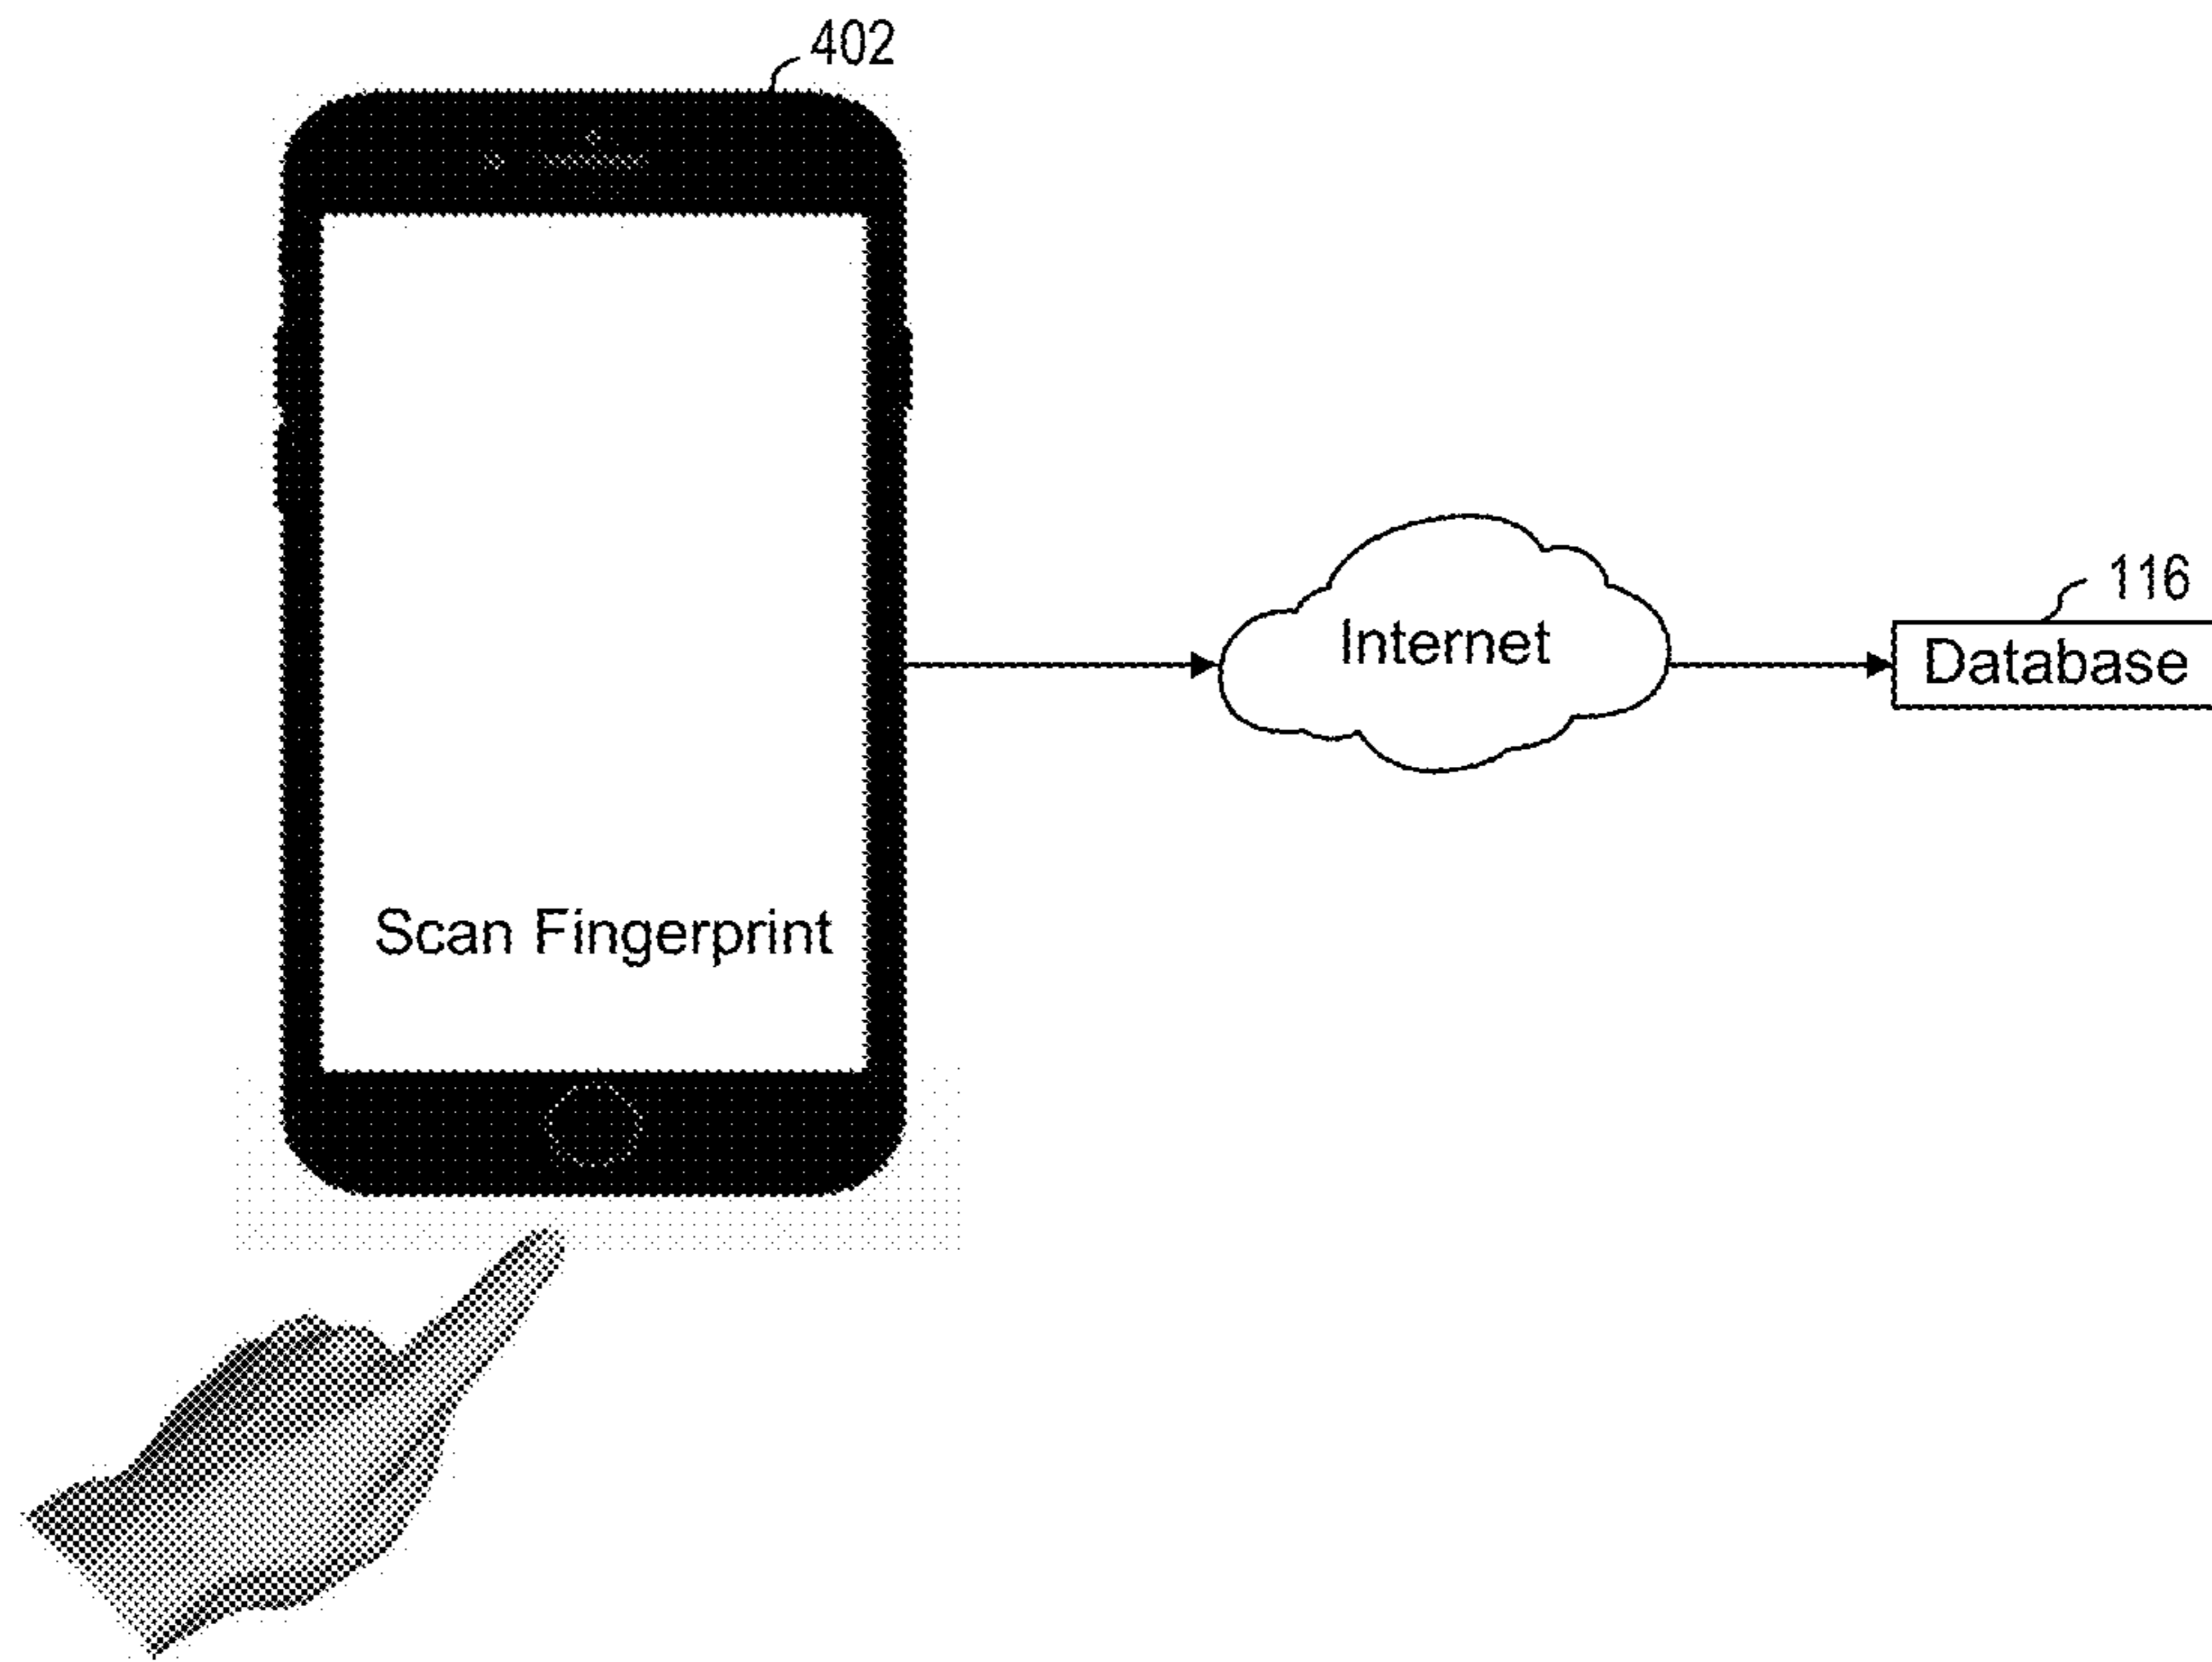 402
Internet
116
Database
Scan Fingerprint